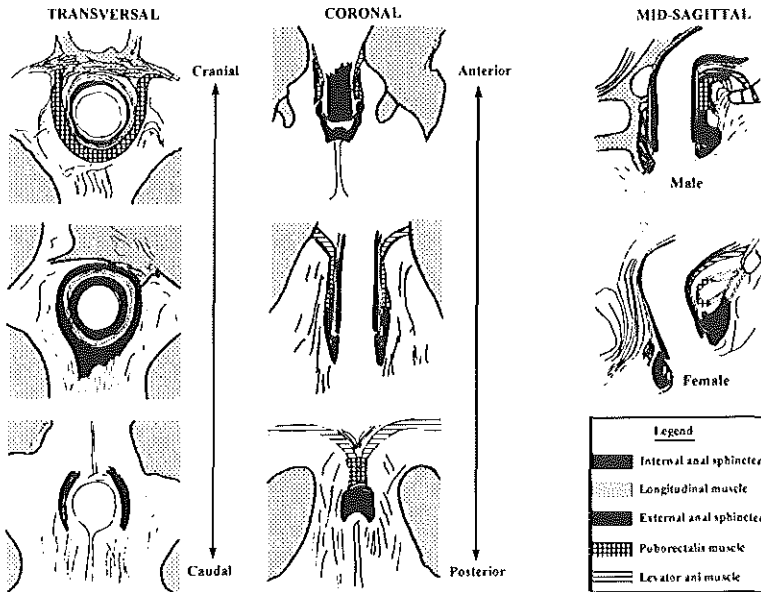 TRANSVERSAL
CORONAL
MID-SAGITTAL
Cranial
Anterior
Male
Female
Caudal
Posterior
Legend
Internal anal sphincter
Longitudinal muscle
External anal sphincter
Puborectalis muscle
Levator ani muscle